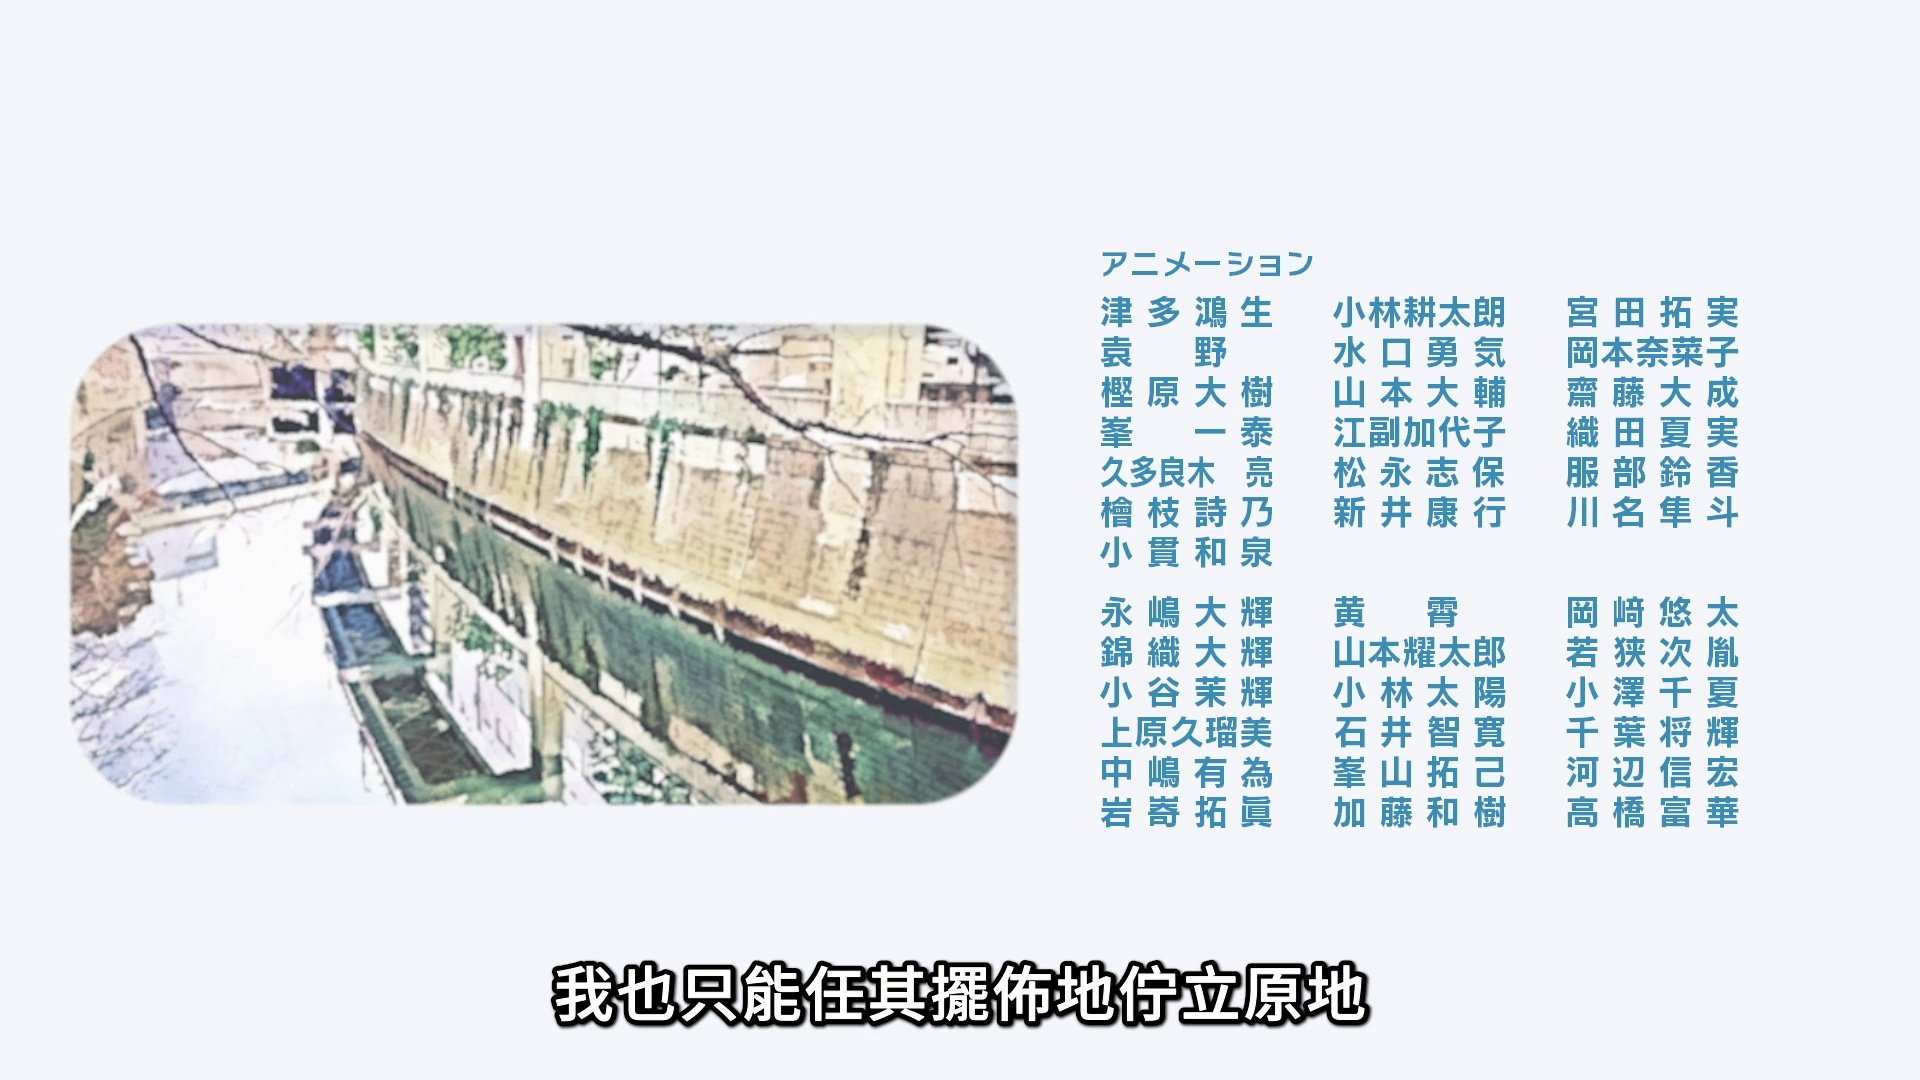 アニメーション
津多鴻生 小林耕太朗 宮田拓実
袁野 水口勇気 岡本奈菜子
樫原大樹 山本大輔 齋藤大成
峯一泰 江副加代子 織田夏実
久多良木 亮 松永志保 服部鈴香
檜枝詩乃 新井康行 川名隼斗
小貫和泉
永嶋大輝 黄霄 岡﨑悠太
錦織大輝 山本耀太郎 若狭次胤
小谷茉輝 小林太陽 小澤千夏
上原久瑠美 石井智寛 千葉将輝
中嶋有為 峯山拓己 河辺信宏
岩嵜拓眞 加藤和樹 高橋富華
我也只能任其擺佈地佇立原地